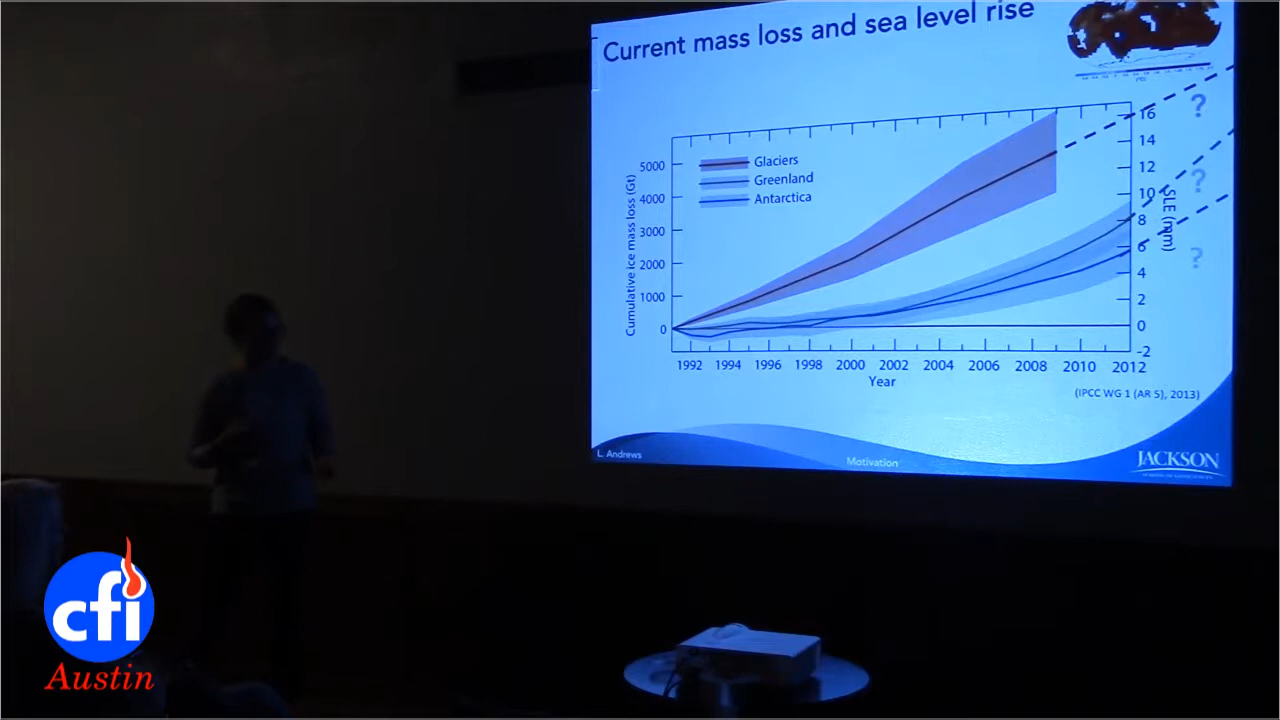 Current mass loss and sea level rise
?
?
?
Cumulative ice mass loss (Gt)
5000
4000
3000
2000
1000
0
Glaciers
Greenland
Antarctica
16
14
12
10
8
6
4
2
0
-2
SLE (mm)
1992 1994 1996 1998 2000 2002 2004 2006 2008 2010 2012
Year
(IPCC WG 1 (AR 5), 2013)
L. Andrews
Motivation
JACKSON
cfi
Austin